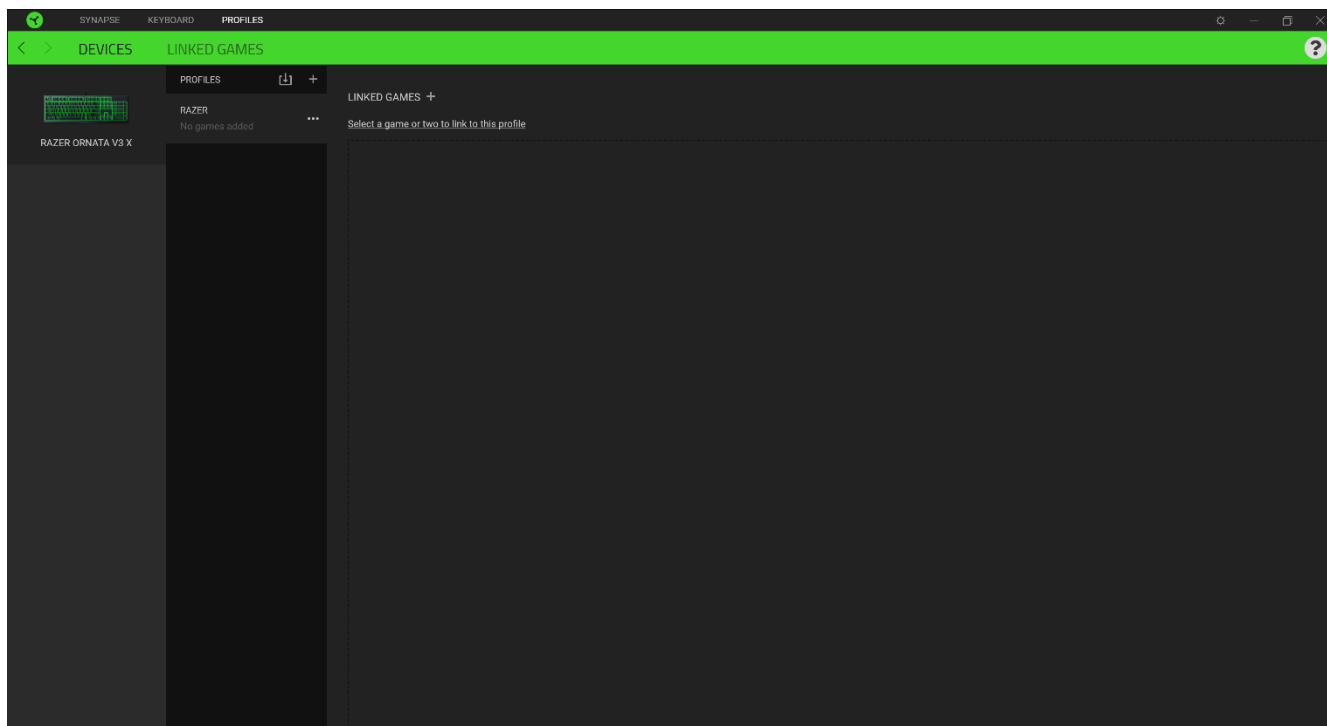 SYNAPSE KEYBOARD PROFILES
DEVICES LINKED GAMES ?
PROFILES
RAZER
No games added
RAZER ORNATA V3 X
LINKED GAMES +
Select a game or two to link to this profile